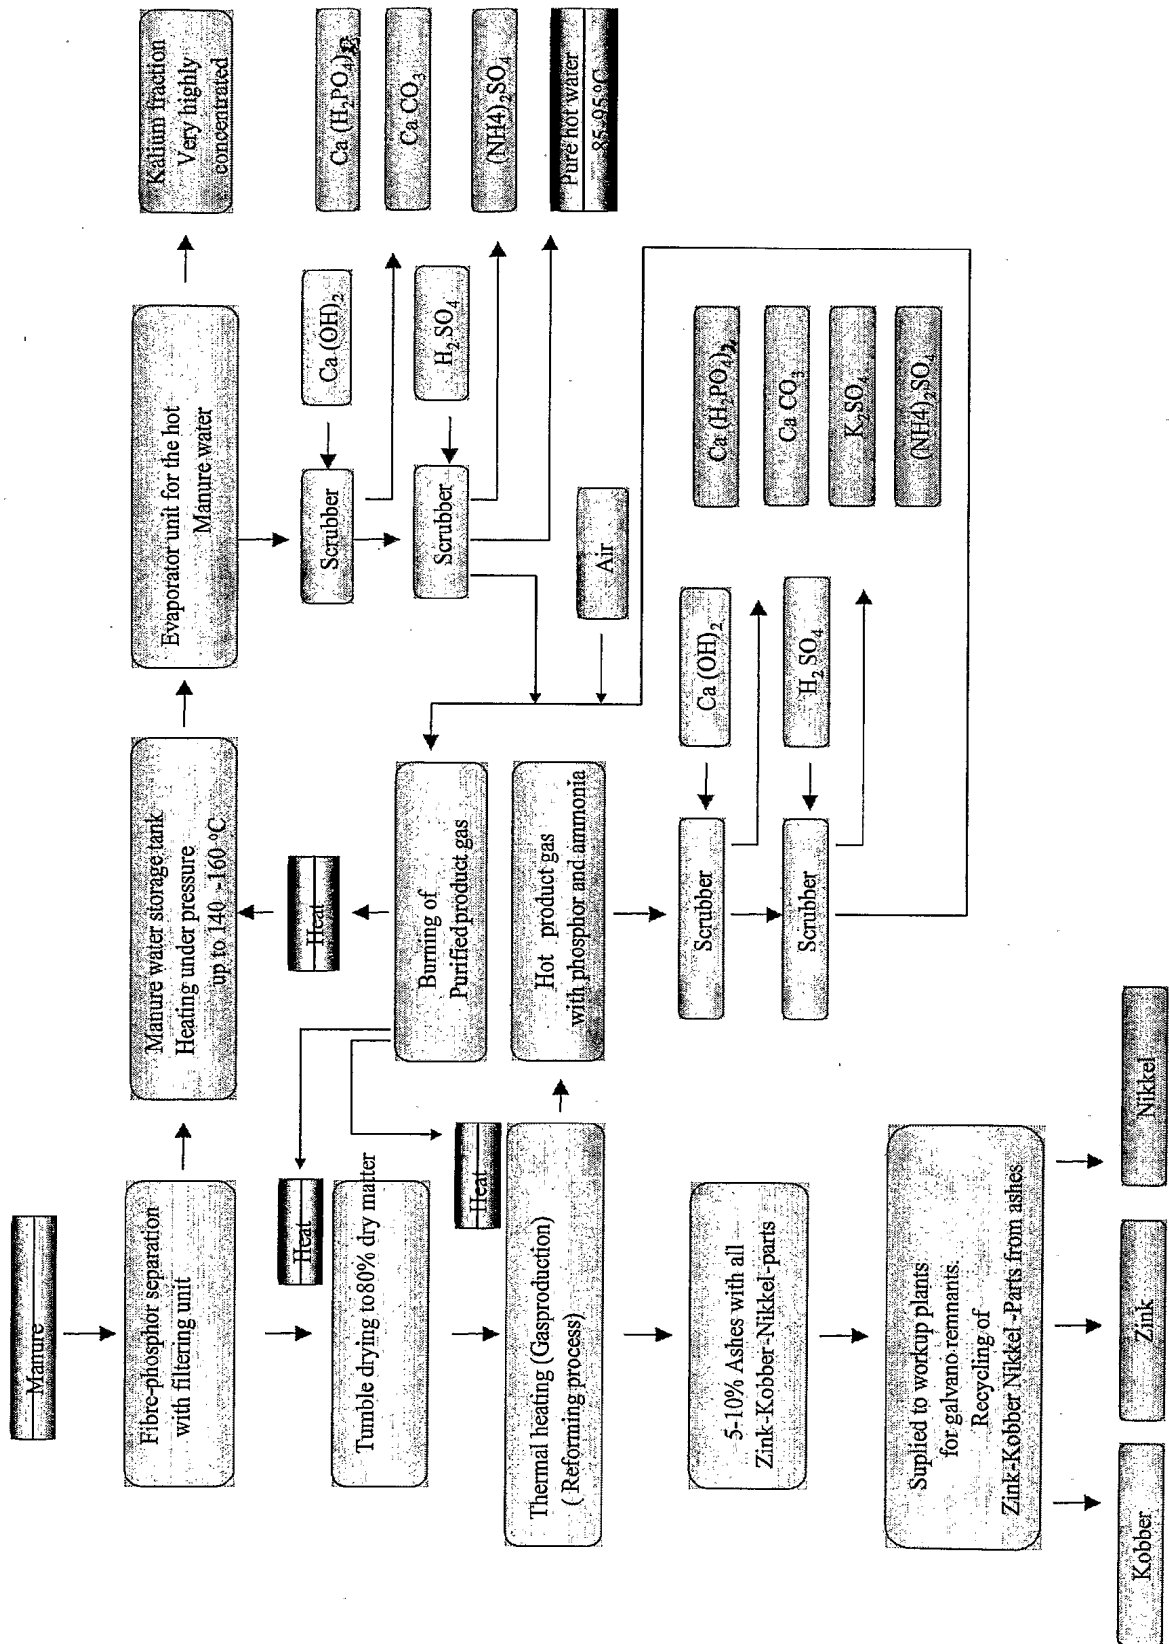 Manure
Fibre-phosphor separation
with filtering unit
Manure water storage tank
Heating under pressure
up to 140 -160 °C
Evaporator unit for the hot
Manure water
Kalium fraction
Very highly
concentrated
Heat
Tumble drying to 80% dry matter
Heat
Heat
Thermal heating (Gasproduction)
( Reforming process)
Burning of
Purified product gas
Hot product gas
with phosphor and ammonia
Scrubber
Ca (OH)2
Scrubber
H2 SO4
Ca (H2PO4)2
Ca CO3
(NH4)2SO4
Pure hot water
85-95°C
Air
Scrubber
Ca (OH)2
Scrubber
H2 SO4
Ca (H2PO4)2
Ca CO3
K2SO4
(NH4)2SO4
5-10% Ashes with all
Zink-Kobber-Nikkel-parts
Suplied to workup plants
for galvano remnants.
Recycling of
Zink-Kobber Nikkel -Parts from ashes
Kobber
Zink
Nikkel